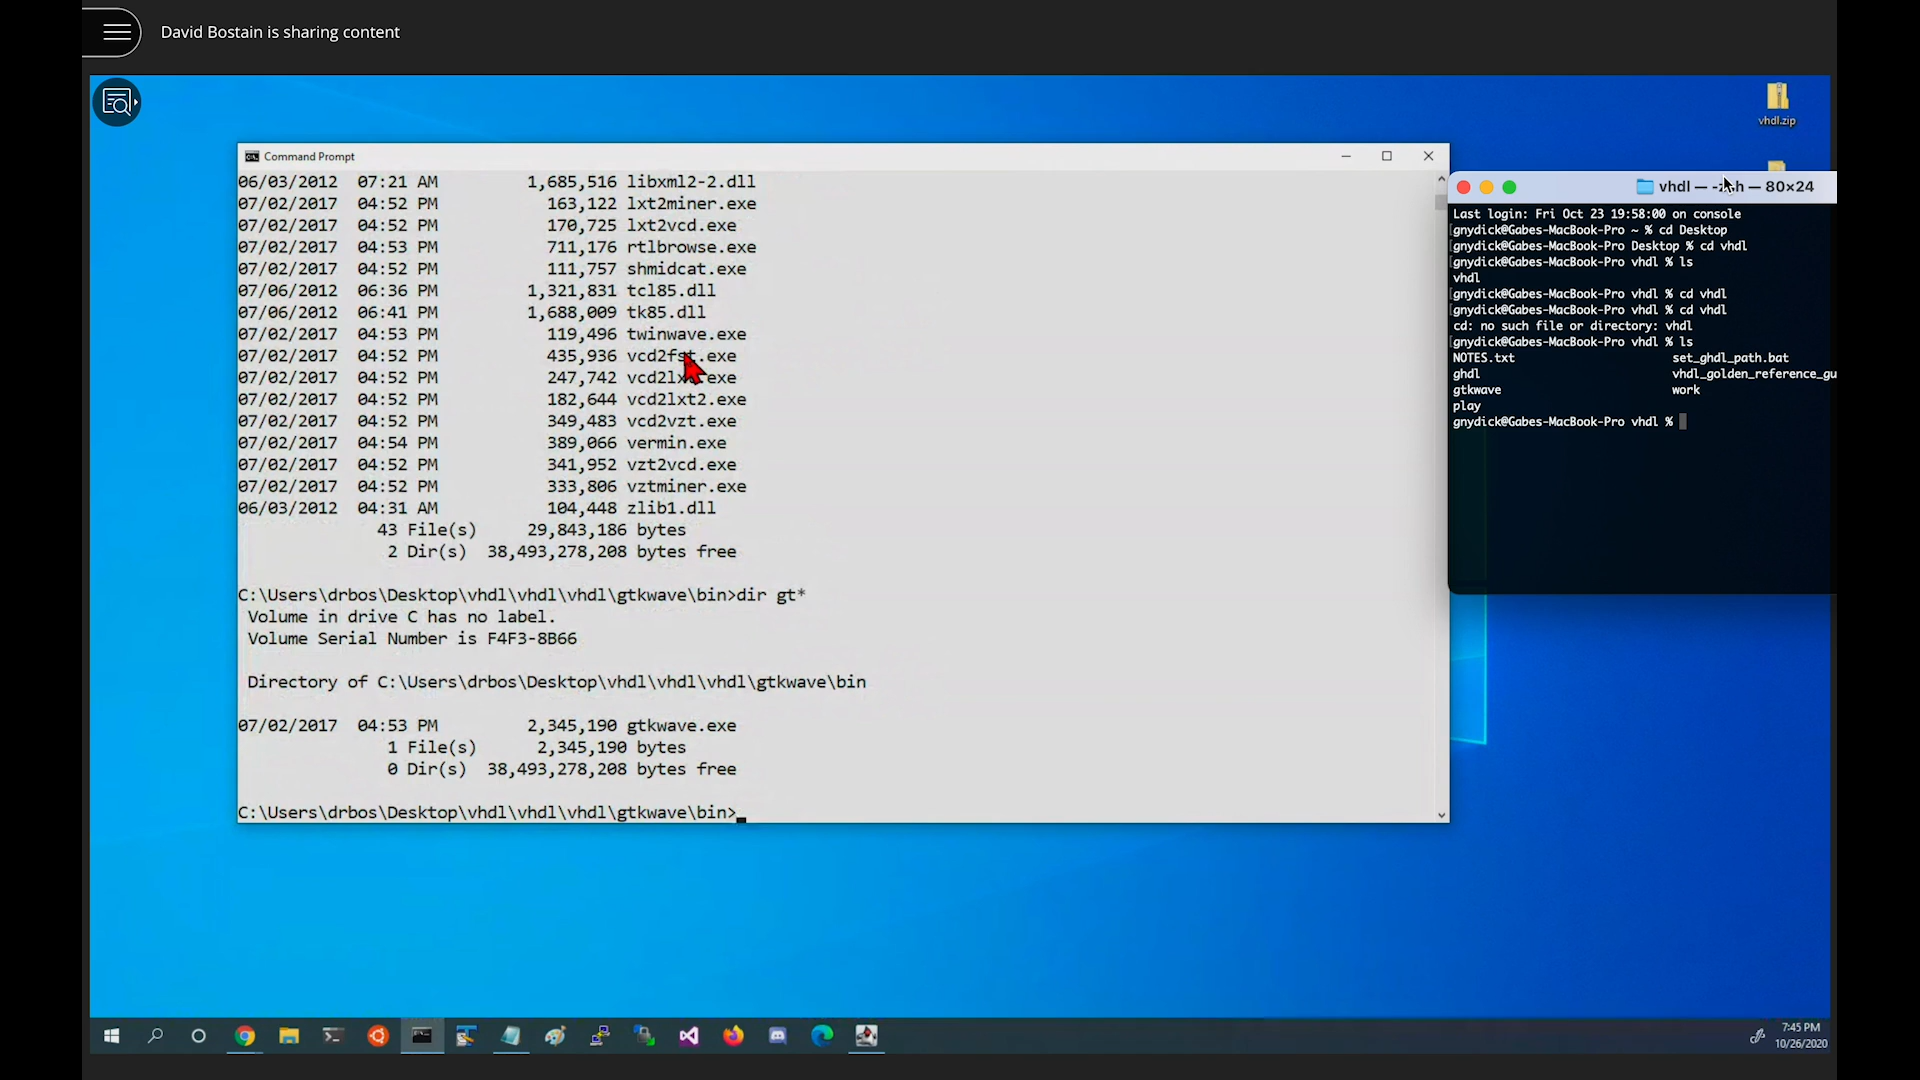 David Bostain is sharing content
vhdl.zip
Command Prompt
06/03/2012  07:21 AM         1,685,516 libxml2-2.dll
07/02/2017  04:52 PM           163,122 lxt2miner.exe
07/02/2017  04:52 PM           170,725 lxt2vcd.exe
07/02/2017  04:53 PM           711,176 rtlbrowse.exe
07/02/2017  04:52 PM           111,757 shmidcat.exe
07/06/2012  06:36 PM         1,321,831 tcl85.dll
07/06/2012  06:41 PM         1,688,009 tk85.dll
07/02/2017  04:53 PM           119,496 twinwave.exe
07/02/2017  04:52 PM           435,936 vcd2fst.exe
07/02/2017  04:52 PM           247,742 vcd2lxt.exe
07/02/2017  04:52 PM           182,644 vcd2lxt2.exe
07/02/2017  04:52 PM           349,483 vcd2vzt.exe
07/02/2017  04:54 PM           389,066 vermin.exe
07/02/2017  04:52 PM           341,952 vzt2vcd.exe
07/02/2017  04:52 PM           333,806 vztminer.exe
06/03/2012  04:31 AM           104,448 zlib1.dll
43 File(s)     29,843,186 bytes
2 Dir(s)  38,493,278,208 bytes free
C:\Users\drbos\Desktop\vhdl\vhdl\vhdl\gtkwave\bin>dir gt*
Volume in drive C has no label.
Volume Serial Number is F4F3-8B66
Directory of C:\Users\drbos\Desktop\vhdl\vhdl\vhdl\gtkwave\bin
07/02/2017  04:53 PM         2,345,190 gtkwave.exe
1 File(s)      2,345,190 bytes
0 Dir(s)  38,493,278,208 bytes free
C:\Users\drbos\Desktop\vhdl\vhdl\vhdl\gtkwave\bin>
vhdl — -zsh — 80×24
Last login: Fri Oct 23 19:58:00 on console
[gnydick@Gabes-MacBook-Pro ~ % cd Desktop
[gnydick@Gabes-MacBook-Pro Desktop % cd vhdl
[gnydick@Gabes-MacBook-Pro vhdl % ls
vhdl
[gnydick@Gabes-MacBook-Pro vhdl % cd vhdl
[gnydick@Gabes-MacBook-Pro vhdl % cd vhdl
cd: no such file or directory: vhdl
[gnydick@Gabes-MacBook-Pro vhdl % ls
NOTES.txt                    set_ghdl_path.bat
ghdl                         vhdl_golden_reference_gu
gtkwave                      work
play
gnydick@Gabes-MacBook-Pro vhdl %
7:45 PM
10/26/2020